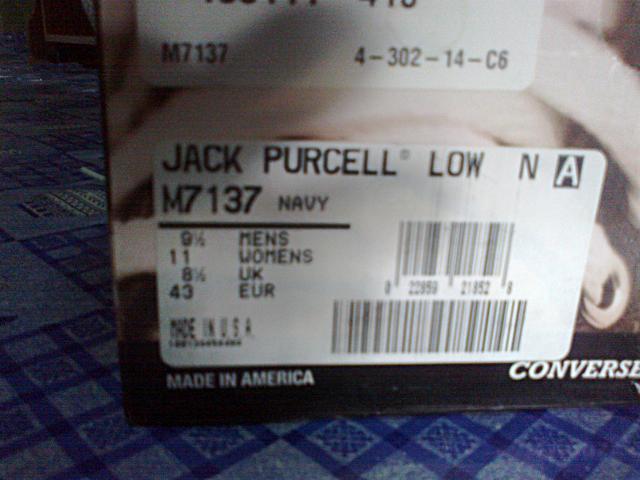 M7137 4-302-14-C6
JACK PURCELL® LOW N A
M7137 NAVY
9½ MENS
11 WOMENS
8½ UK
43 EUR
0 22859 21852 8
MADE IN U.S.A.
MADE IN AMERICA
CONVERSE